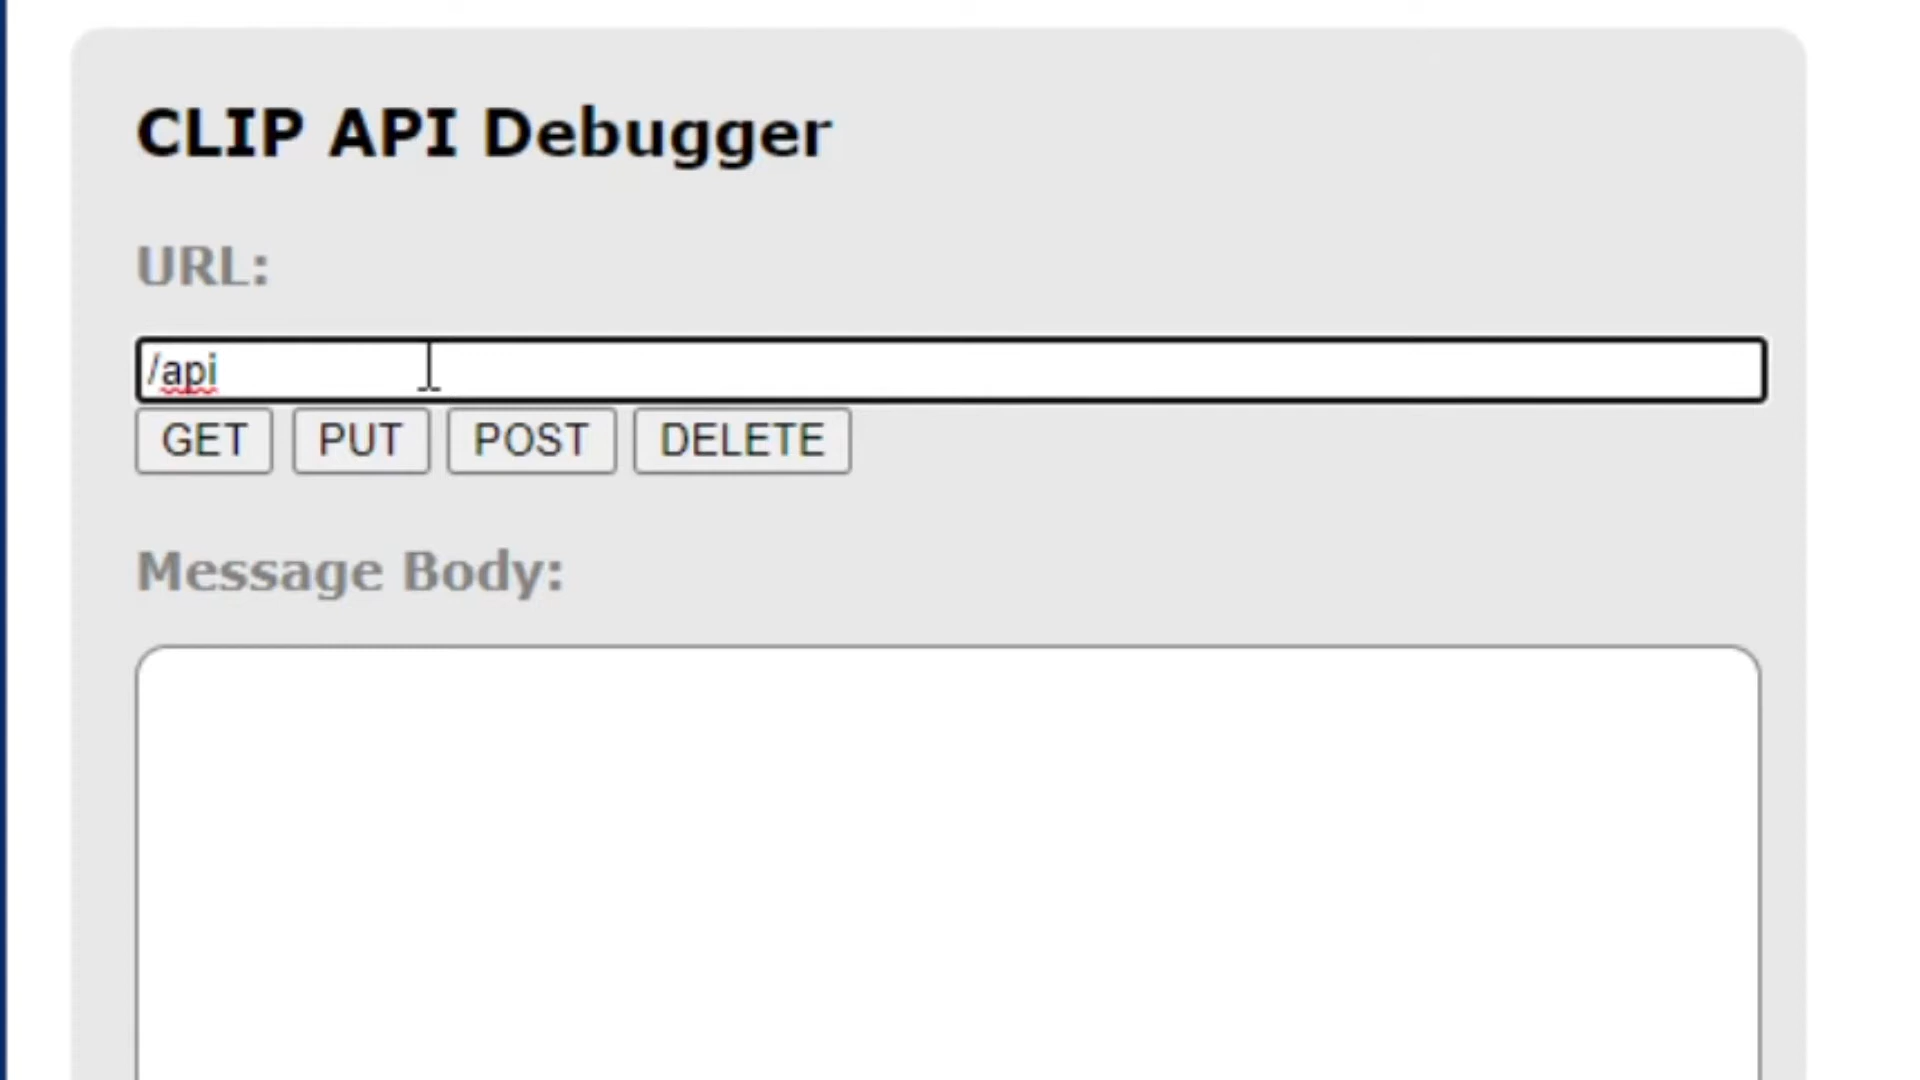 CLIP API Debugger
URL:
/api
GET PUT POST DELETE
Message Body: